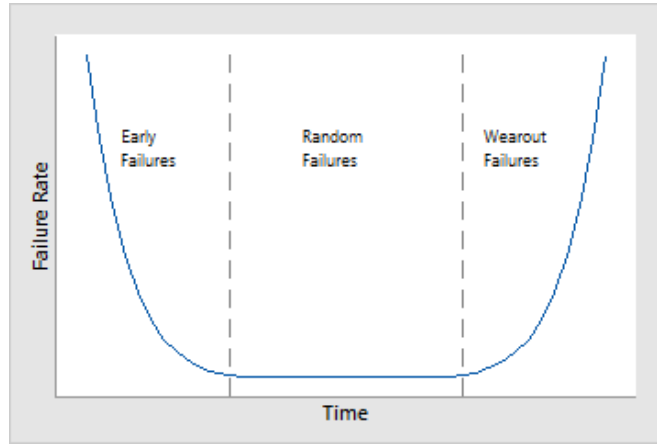 Early
Failures
Random
Failures
Wearout
Failures
Failure Rate
Time